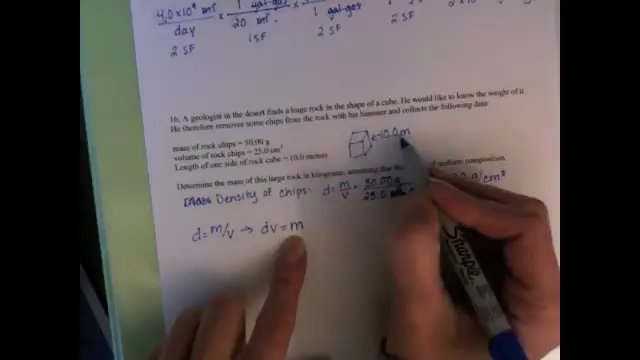 4.0 x 10⁸ mi × 1 gal-gas ×
day 20 mi 1 gal-gas
2 SF 1SF 2 SF 2 SF
16. A geologist in the desert finds a huge rock in the shape of a cube. He would like to know the weight of
He therefore removes some chips from the rock with his hammer and collects the following data:
mass of rock chips = 50.00 g
volume of rock chips = 25.0 cm³
Length of one side of rock cube = 10.0 meters
10.0 m
Determine the mass of this large rock in kilograms, assuming the of uniform composition.
Density of chips: d = m/v = 50.00 g / 25.0 g/cm³
d = m/v → dv = m
Sharpie